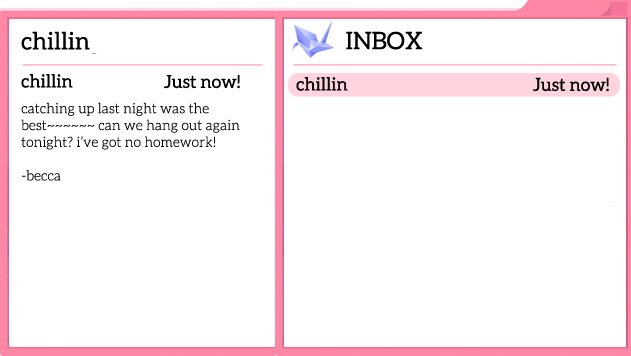 chillin
chillin Just now!
catching up last night was the
best~~~~~~ can we hang out again
tonight? i've got no homework!
-becca
INBOX
chillin Just now!